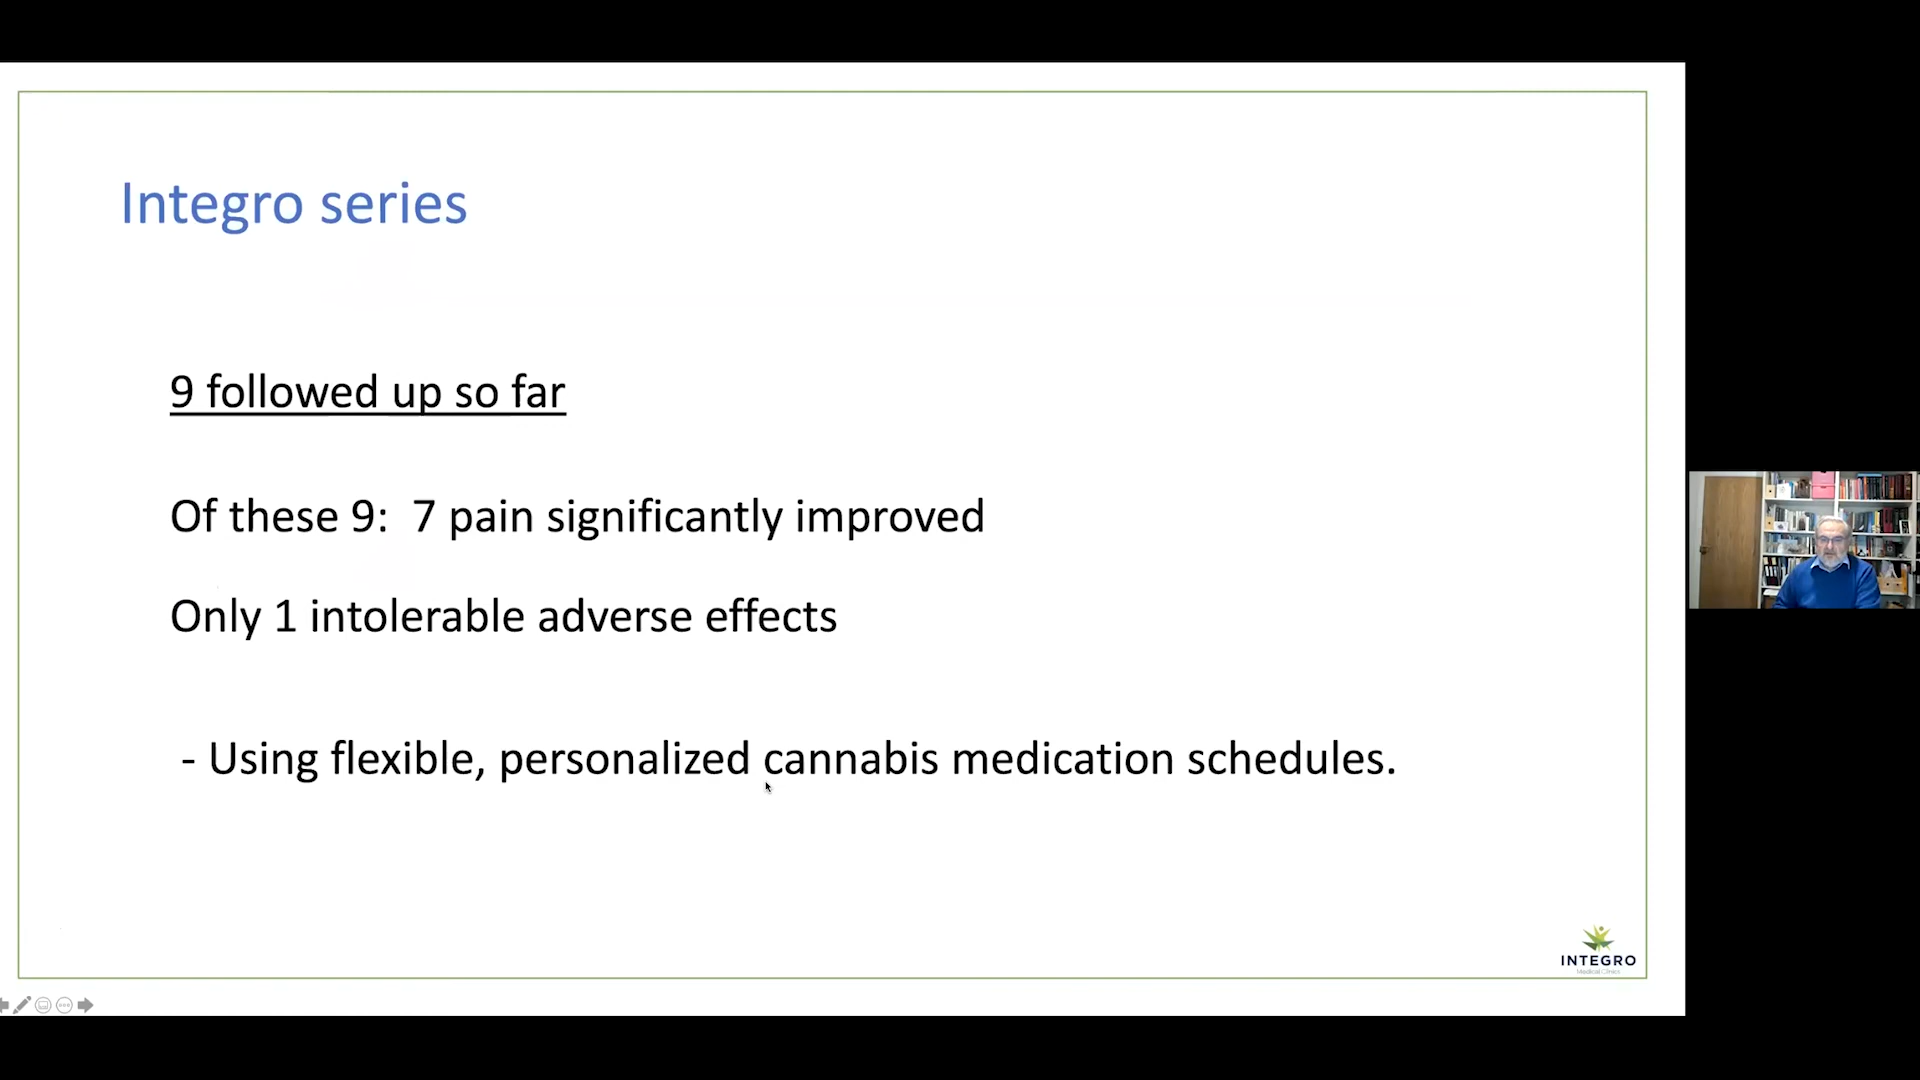 Integro series
9 followed up so far
Of these 9: 7 pain significantly improved
Only 1 intolerable adverse effects
- Using flexible, personalized cannabis medication schedules.
INTEGRO
Medical Clinics